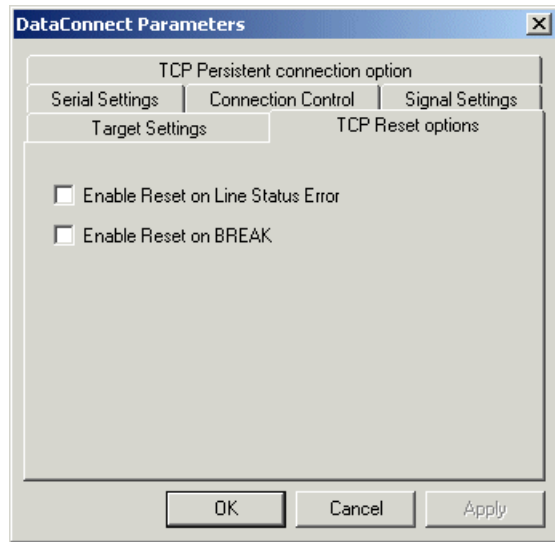 DataConnect Parameters
TCP Persistent connection option
Serial Settings
Connection Control
Signal Settings
Target Settings
TCP Reset options
Enable Reset on Line Status Error
Enable Reset on BREAK
OK
Cancel
Apply